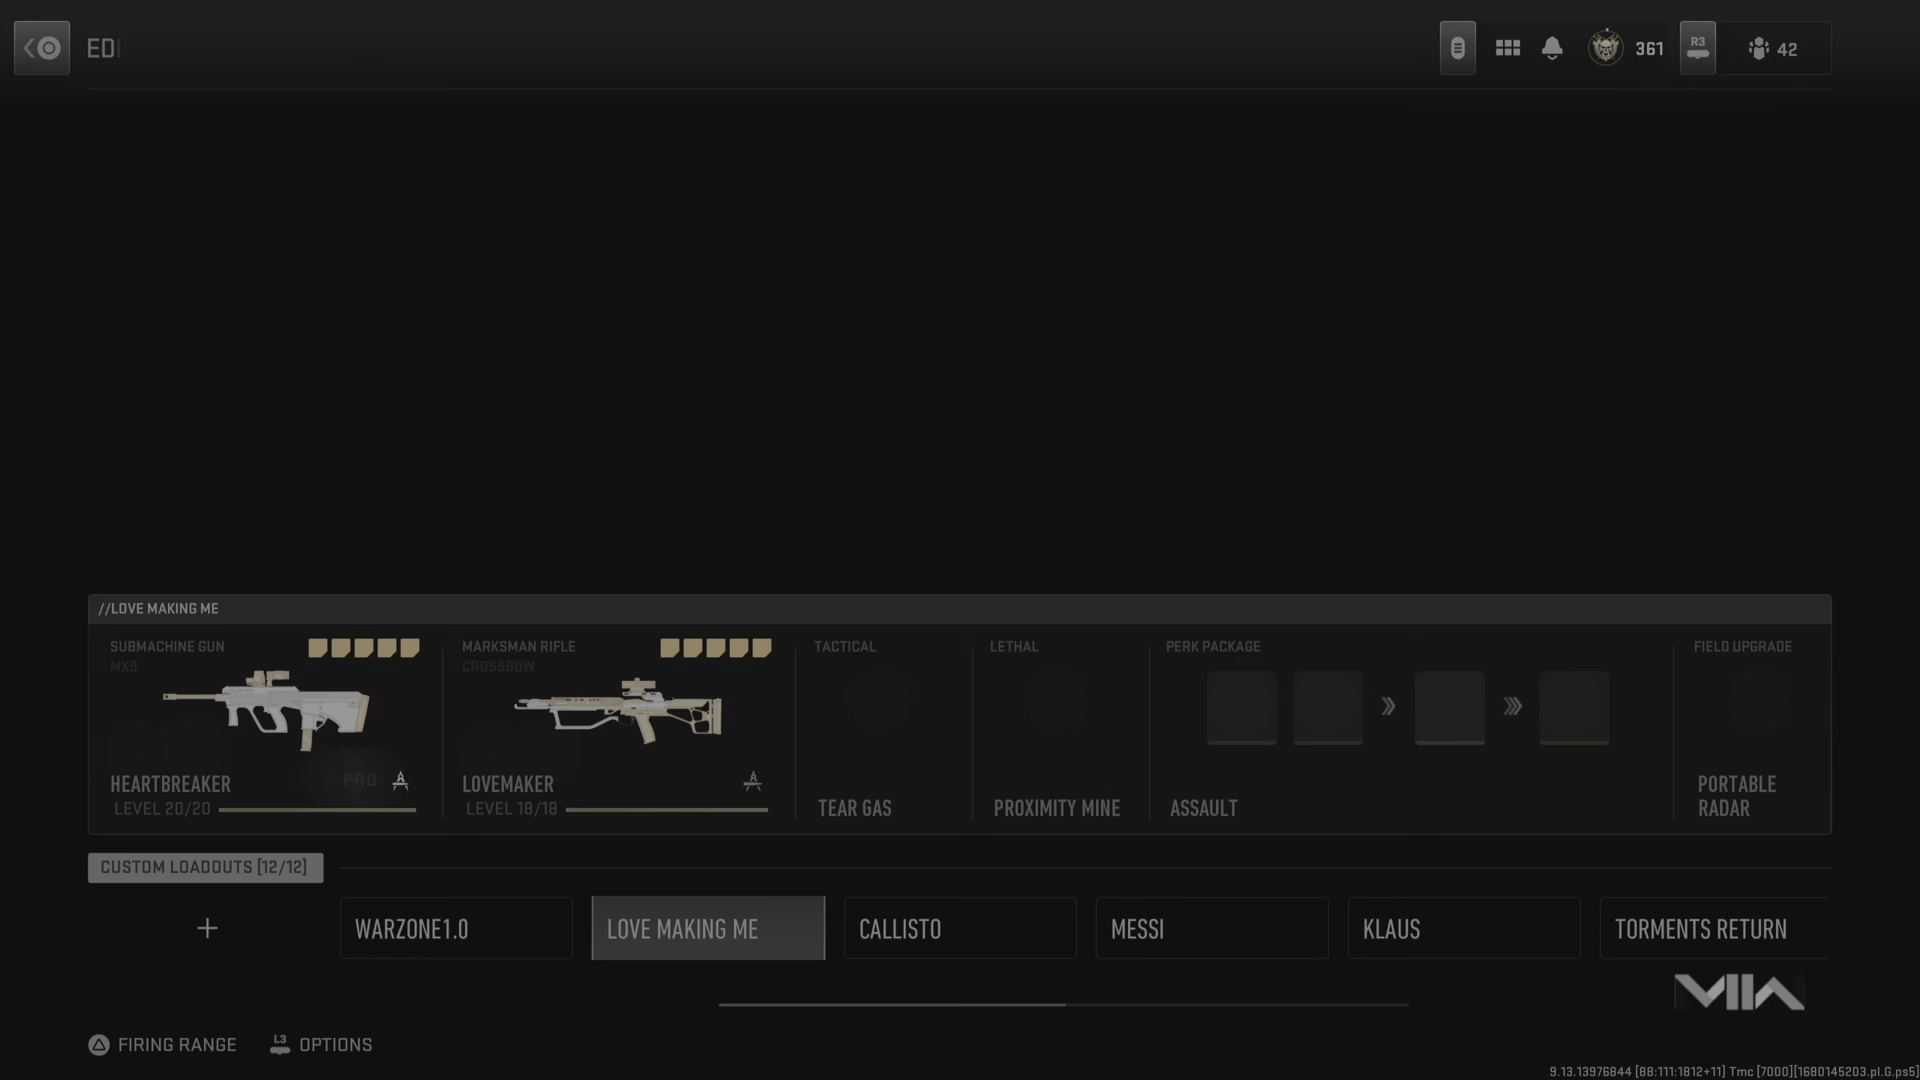 ED
361
R3
42
//LOVE MAKING ME
SUBMACHINE GUN
MX9
MARKSMAN RIFLE
CROSSBOW
TACTICAL
LETHAL
PERK PACKAGE
FIELD UPGRADE
HEARTBREAKER
PRO
LEVEL 20/20
LOVEMAKER
LEVEL 18/18
TEAR GAS
PROXIMITY MINE
ASSAULT
PORTABLE
RADAR
CUSTOM LOADOUTS [12/12]
+
WARZONE1.0
LOVE MAKING ME
CALLISTO
MESSI
KLAUS
TORMENTS RETURN
MW
FIRING RANGE
L3
OPTIONS
9.13.13976844 [88:111:1812+11] Tmc [7000][1680145203.pl.G.ps5]